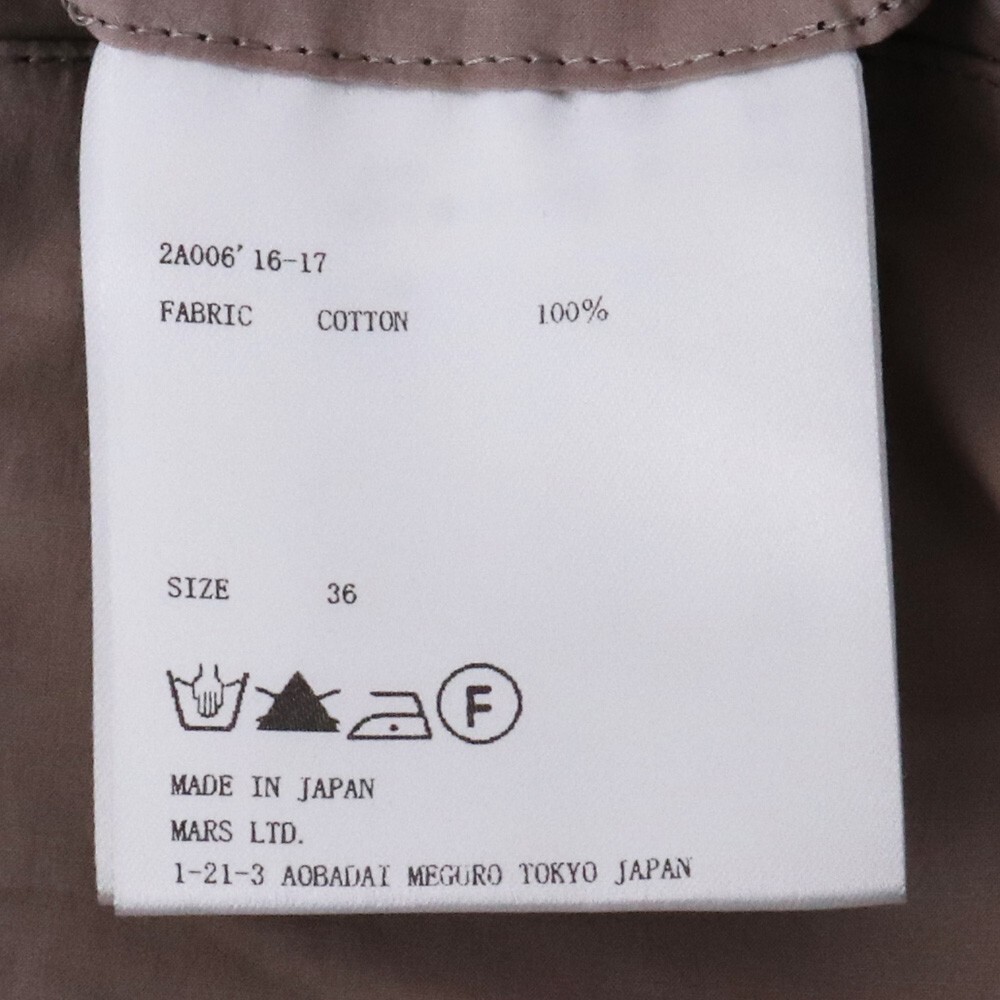 2A006'16-17
FABRIC COTTON 100%
SIZE 36
F
MADE IN JAPAN
MARS LTD.
1-21-3 AOBADAI MEGURO TOKYO JAPAN